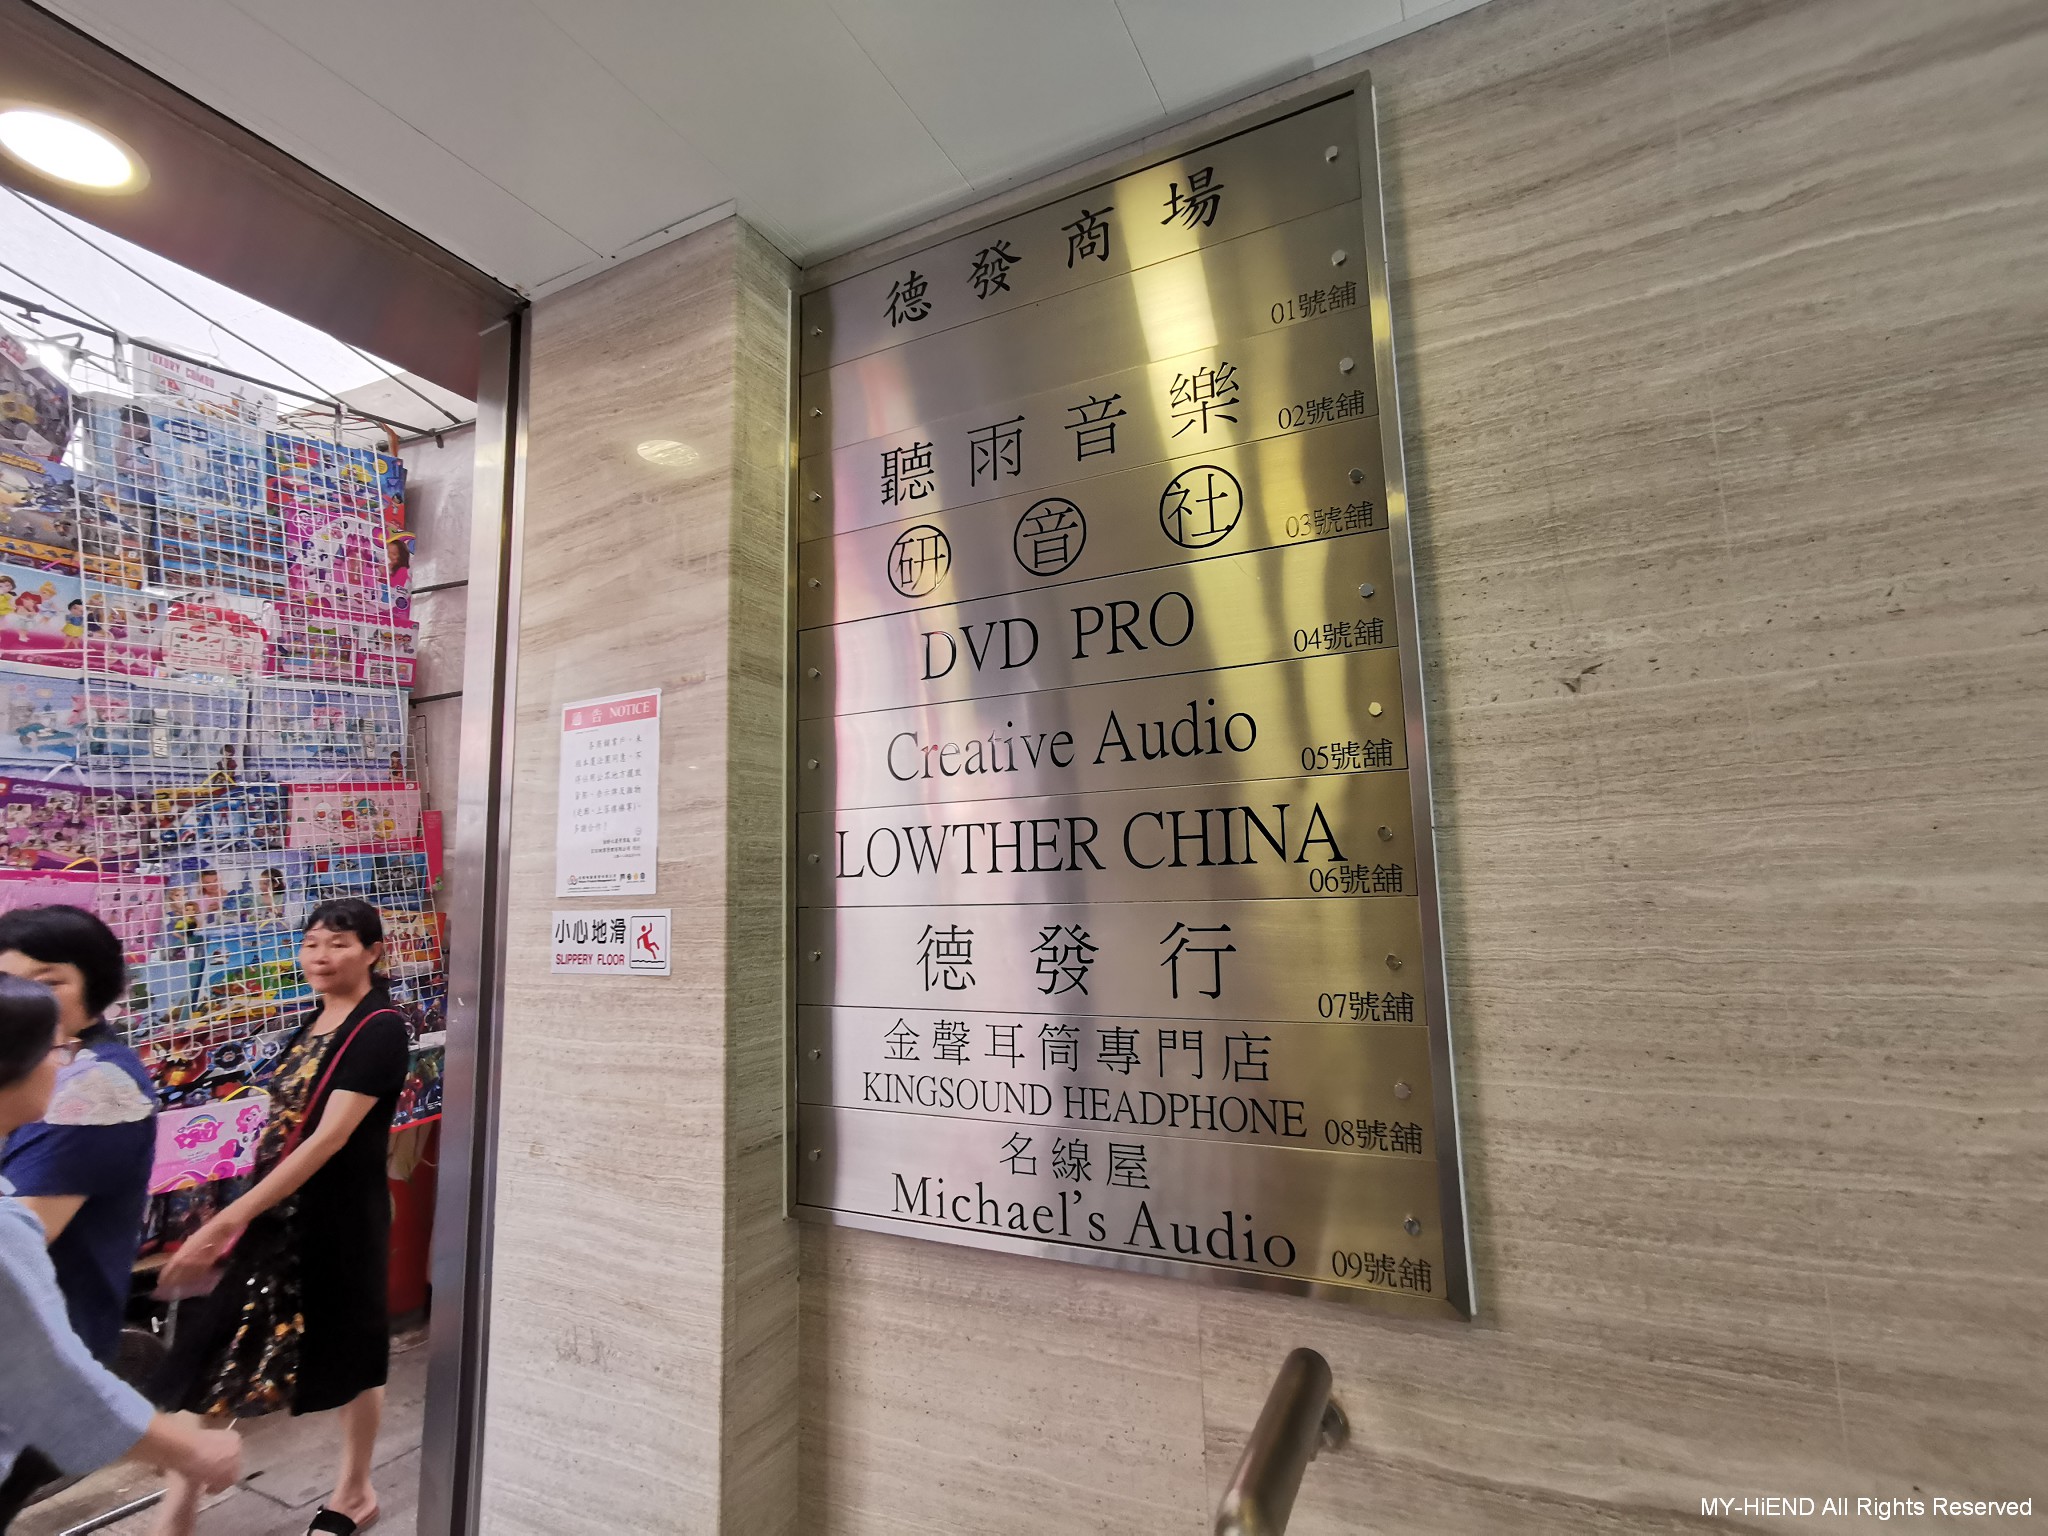 德發商場
01號舖
聽雨音樂 02號舖
研音社 03號舖
DVD PRO 04號舖
Creative Audio 05號舖
LOWTHER CHINA 06號舖
德發行 07號舖
金聲耳筒專門店
KINGSOUND HEADPHONE 08號舖
名線屋
Michael's Audio 09號舖
通告 NOTICE
小心地滑
SLIPPERY FLOOR
MY-HiEND All Rights Reserved